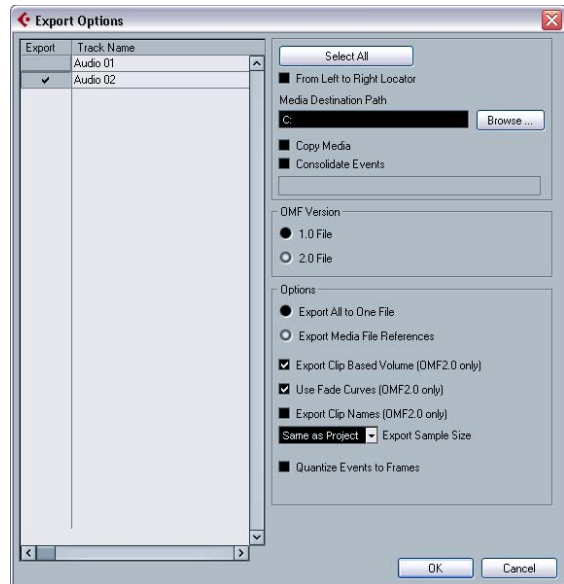 Export Options
Export
Track Name
Audio 01
Audio 02
Select All
From Left to Right Locator
Media Destination Path
C:
Browse ...
Copy Media
Consolidate Events
OMF Version
1.0 File
2.0 File
Options
Export All to One File
Export Media File References
Export Clip Based Volume (OMF2.0 only)
Use Fade Curves (OMF2.0 only)
Export Clip Names (OMF2.0 only)
Same as Project Export Sample Size
Quantize Events to Frames
OK
Cancel